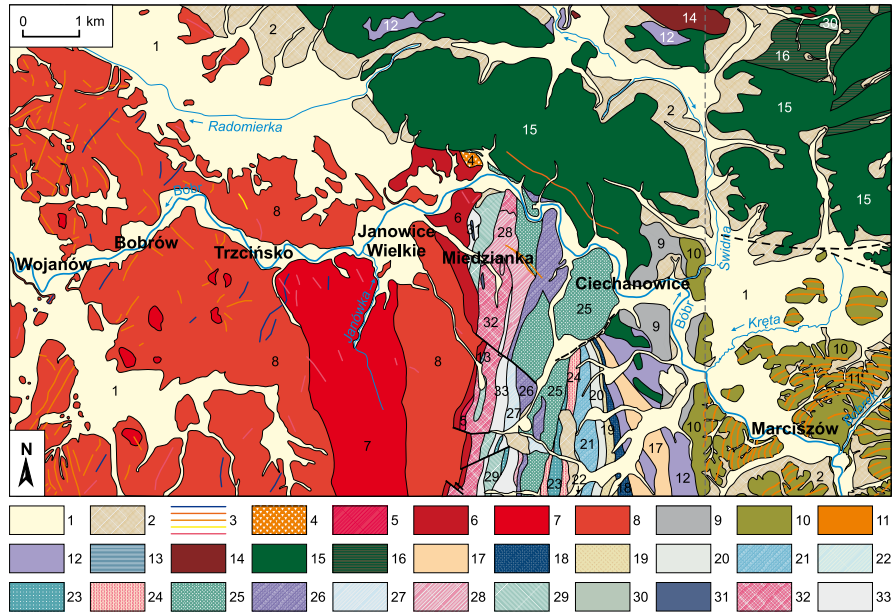 0 1 km
1
2
12
14
12
30
16
15
2
15
15
Radomierka
4
Bóbr
8
6
31
28
9
10
Świdna
Bobrów
Trzcińsko
Janowice
Wielkie
Miedzianka
Wojanów
Ciechanowice
25
1
Janówka
32
Bóbr
Kręta
9
10
8
8
13
33
26
25
24
20
11
1
5
27
19
10
Marciszów
7
21
17
12
2
N
29
23
22
18
1 2 3 4 5 6 7 8 9 10 11
12 13 14 15 16 17 18 19 20 21 22
23 24 25 26 27 28 29 30 31 32 33